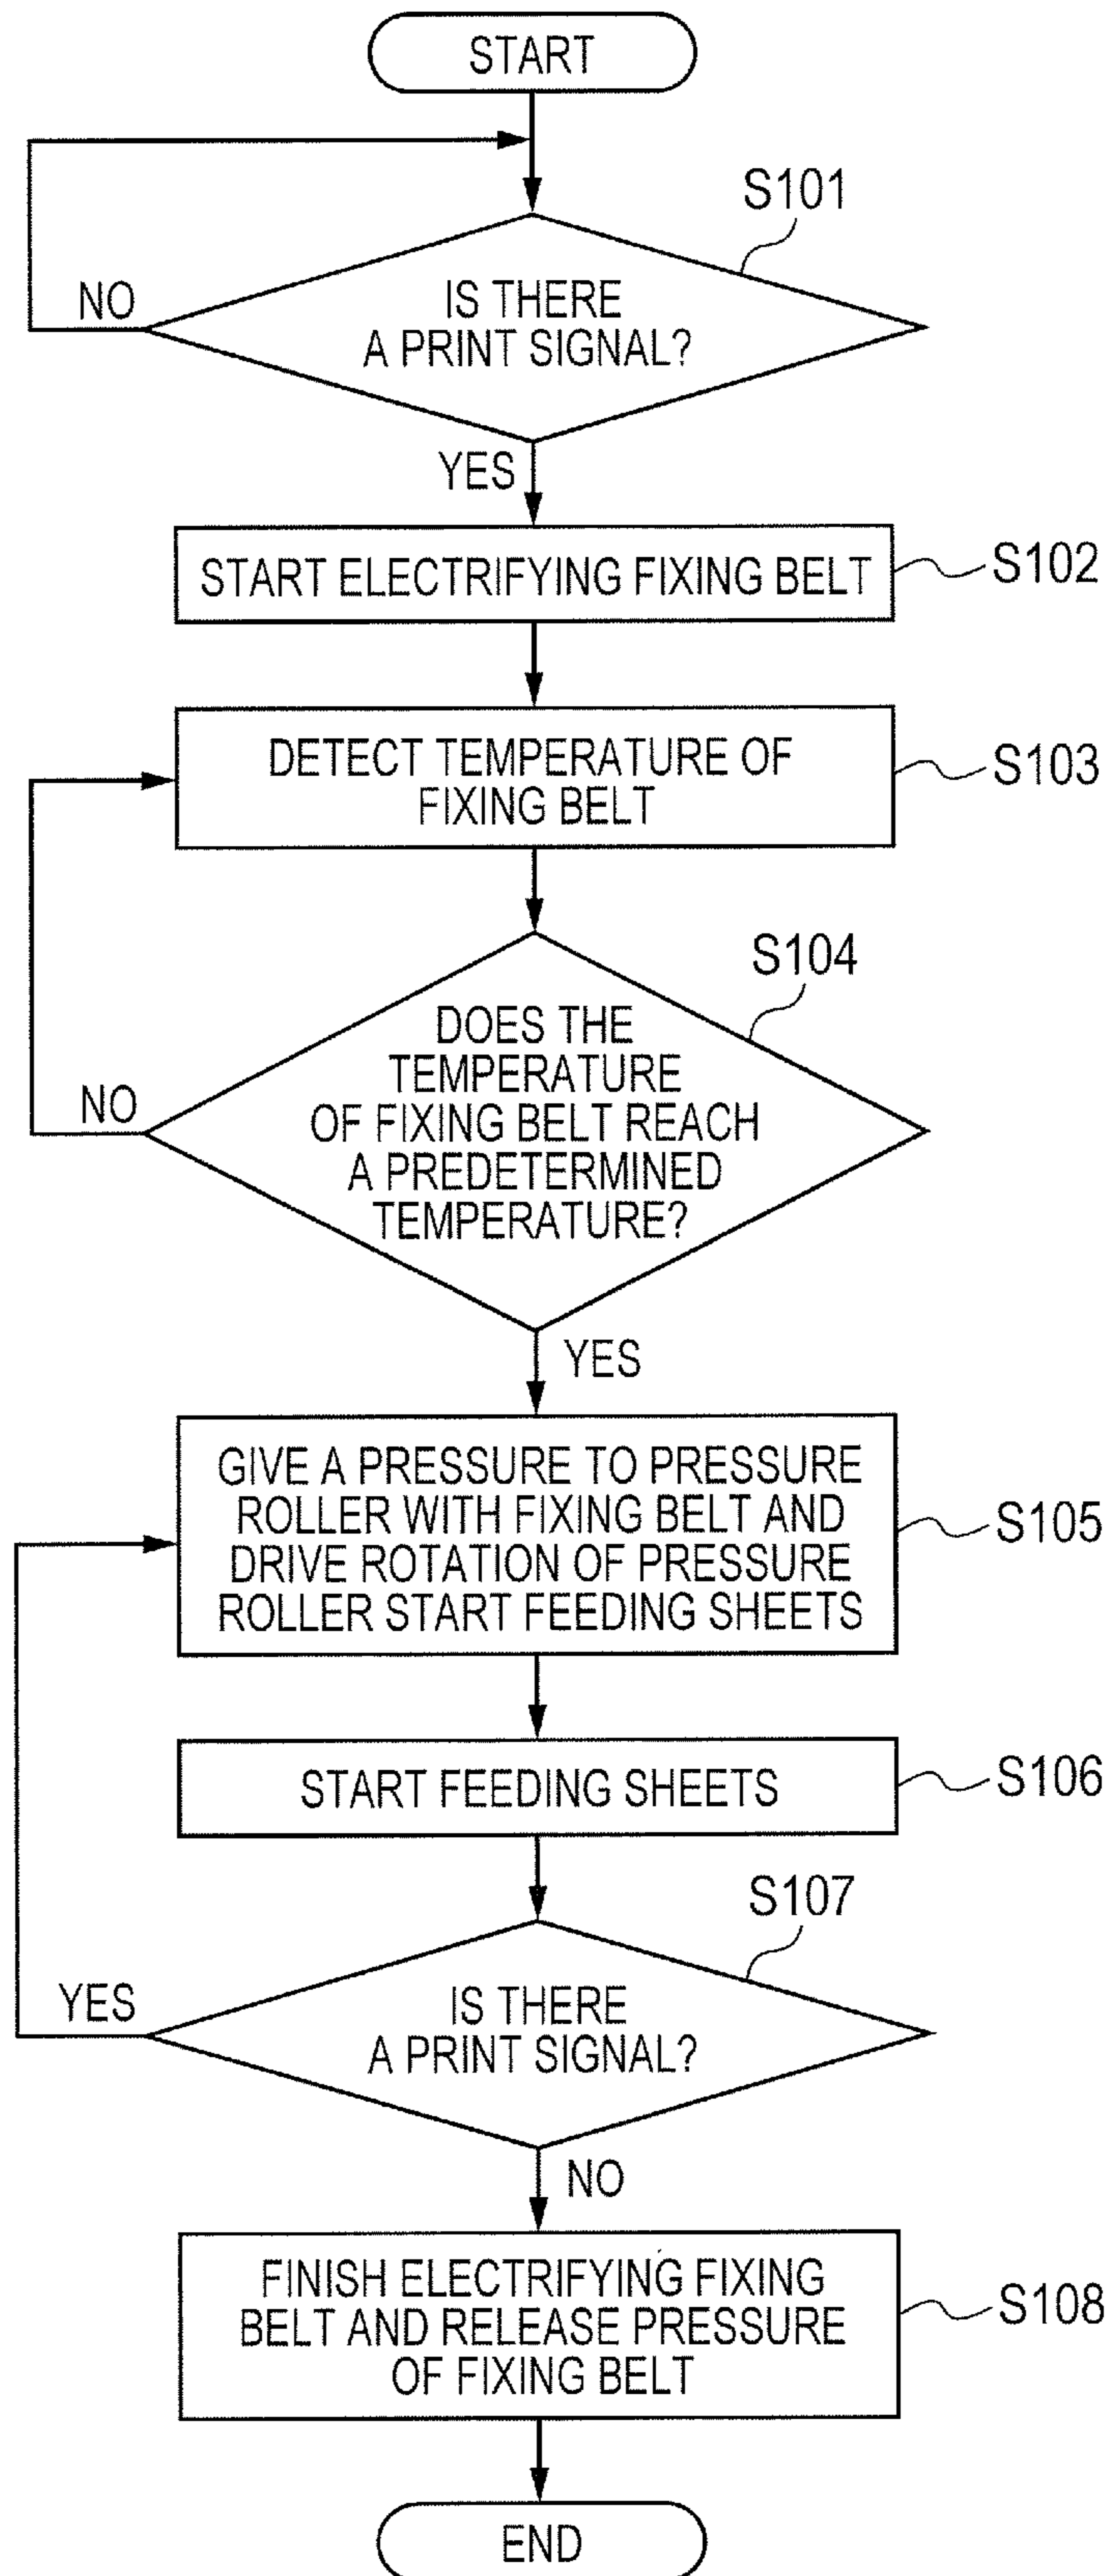 START
S101
NO
IS THERE
A PRINT SIGNAL?
YES
START ELECTRIFYING FIXING BELT
S102
DETECT TEMPERATURE OF
FIXING BELT
S103
S104
DOES THE
TEMPERATURE
OF FIXING BELT REACH
A PREDETERMINED
TEMPERATURE?
NO
YES
GIVE A PRESSURE TO PRESSURE
ROLLER WITH FIXING BELT AND
DRIVE ROTATION OF PRESSURE
ROLLER START FEEDING SHEETS
S105
START FEEDING SHEETS
S106
S107
YES
IS THERE
A PRINT SIGNAL?
NO
FINISH ELECTRIFYING FIXING
BELT AND RELEASE PRESSURE
OF FIXING BELT
S108
END